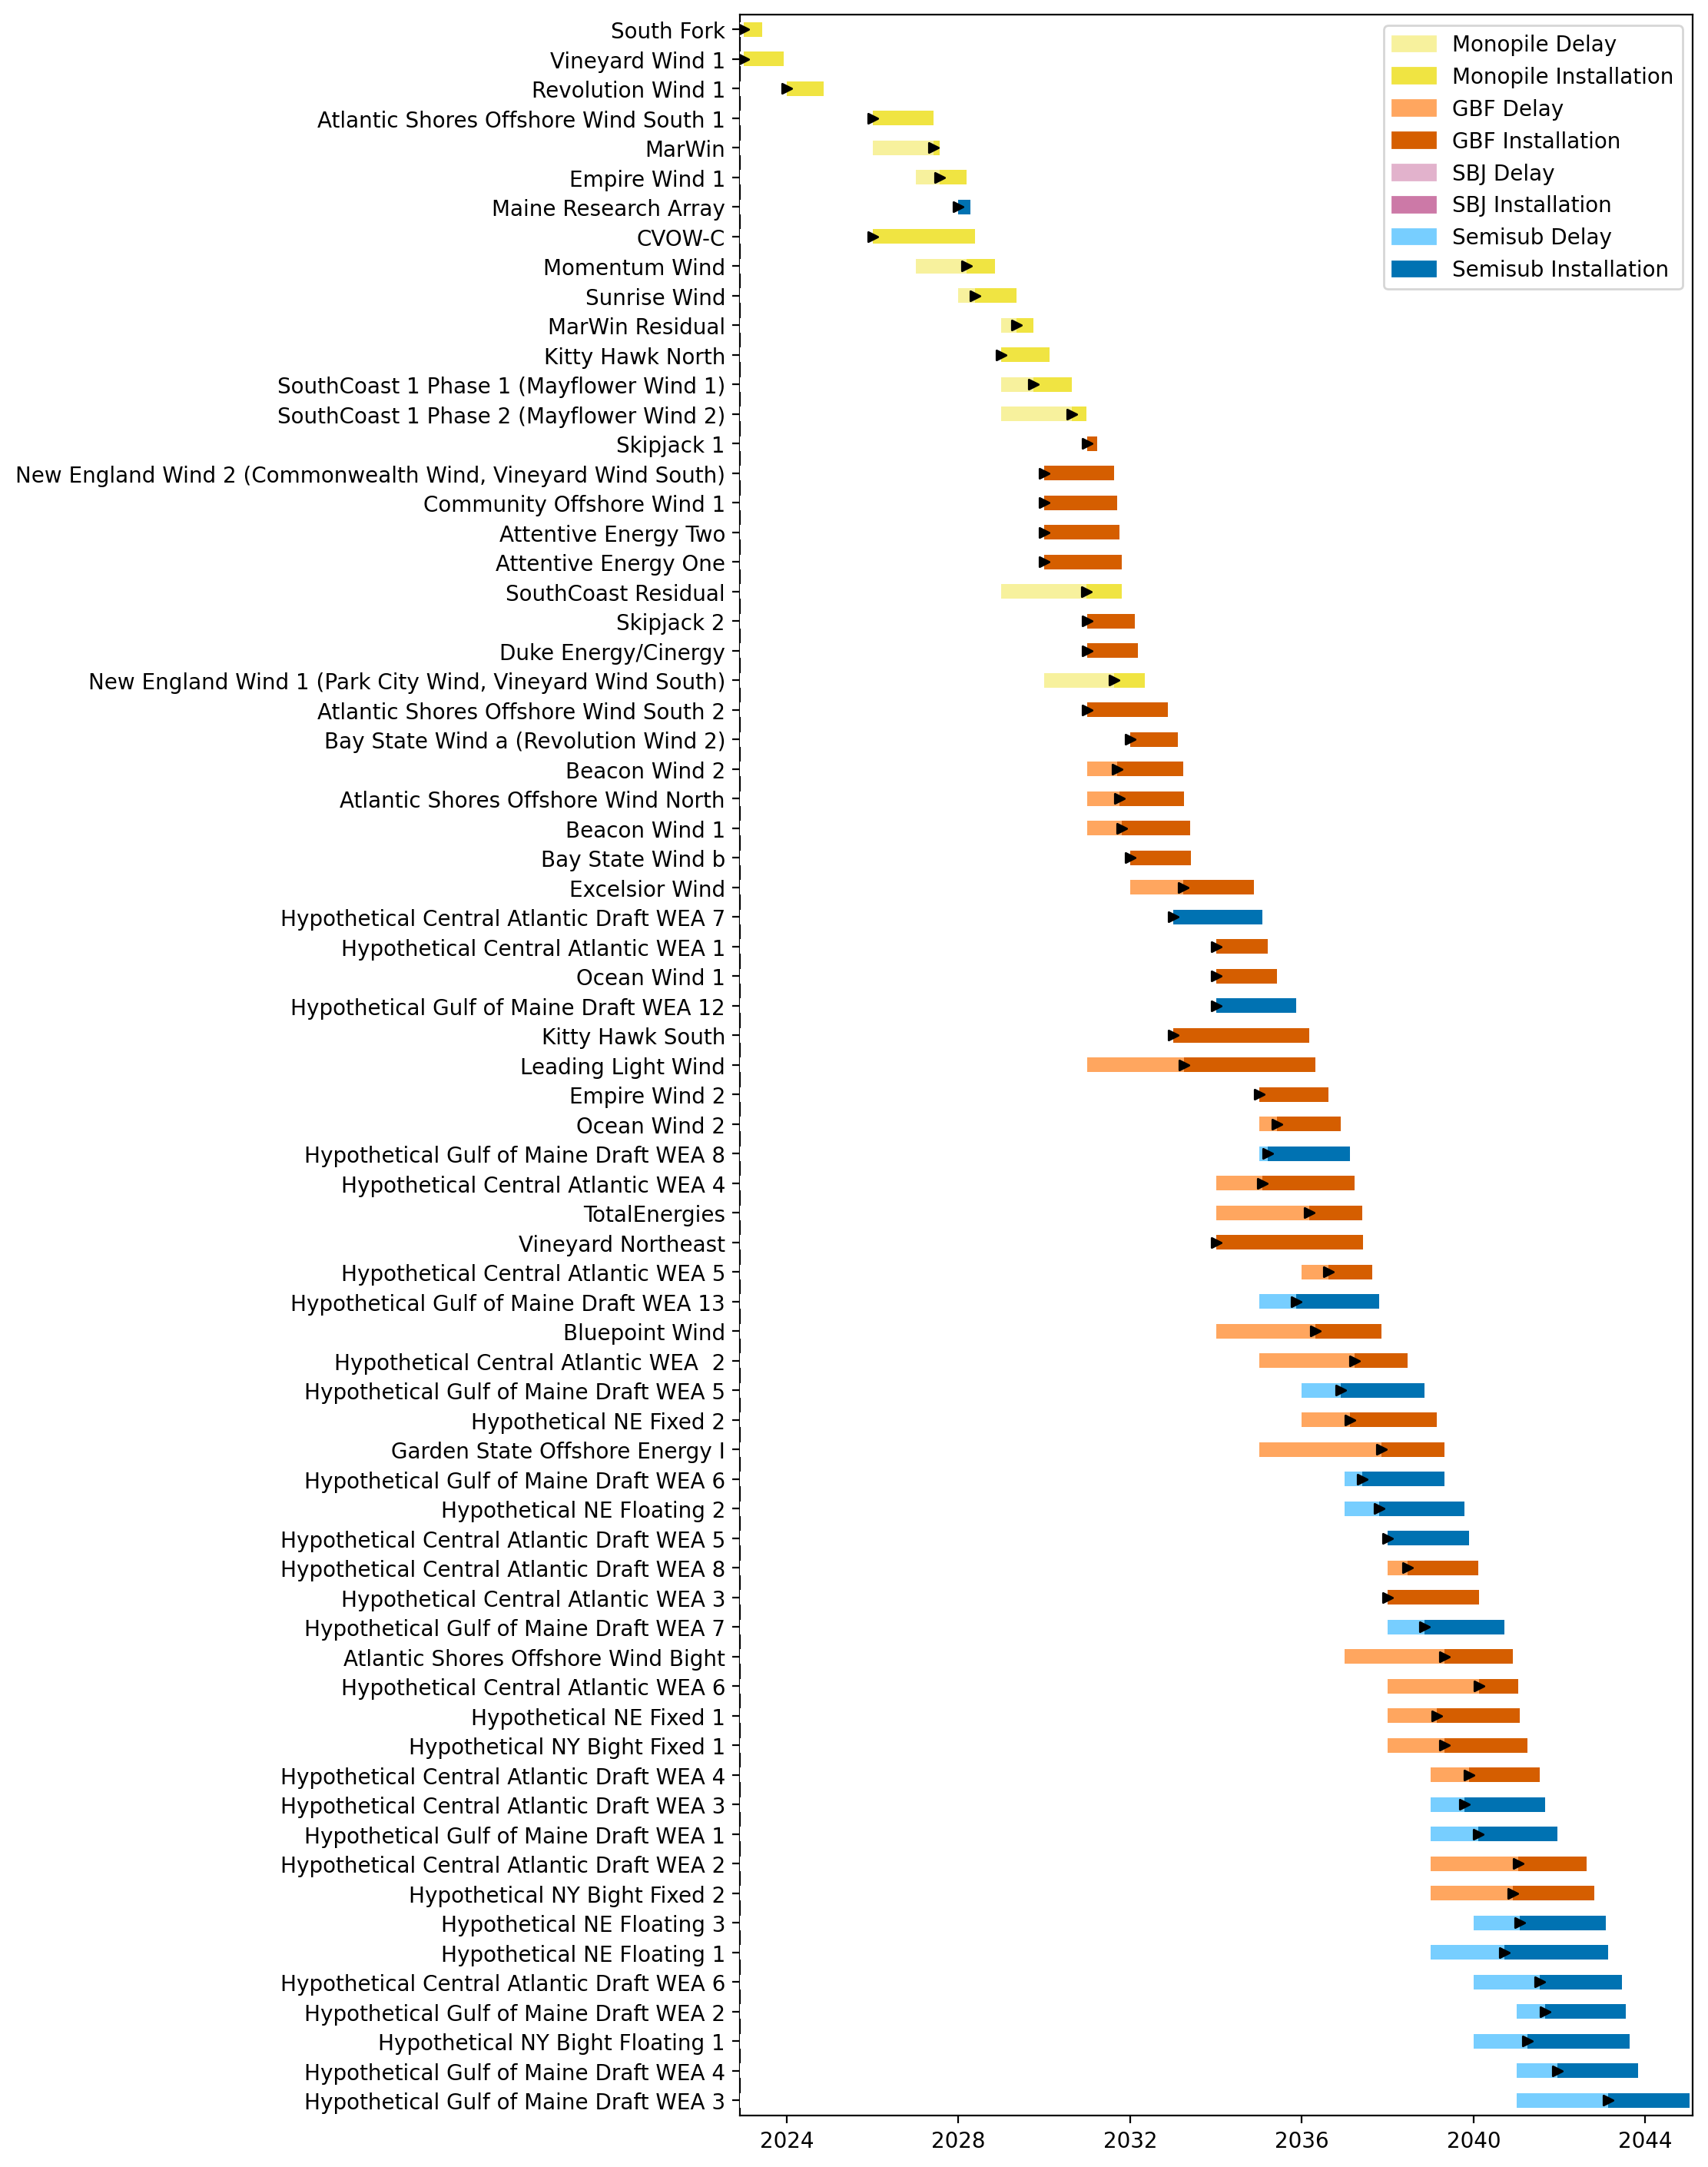 South Fork
Vineyard Wind 1
Revolution Wind 1
Atlantic Shores Offshore Wind South 1
MarWin
Empire Wind 1
Maine Research Array
CVOW-C
Momentum Wind
Sunrise Wind
MarWin Residual
Kitty Hawk North
SouthCoast 1 Phase 1 (Mayflower Wind 1)
SouthCoast 1 Phase 2 (Mayflower Wind 2)
Skipjack 1
New England Wind 2 (Commonwealth Wind, Vineyard Wind South)
Community Offshore Wind 1
Attentive Energy Two
Attentive Energy One
SouthCoast Residual
Skipjack 2
Duke Energy/Cinergy
New England Wind 1 (Park City Wind, Vineyard Wind South)
Atlantic Shores Offshore Wind South 2
Bay State Wind a (Revolution Wind 2)
Beacon Wind 2
Atlantic Shores Offshore Wind North
Beacon Wind 1
Bay State Wind b
Excelsior Wind
Hypothetical Central Atlantic Draft WEA 7
Hypothetical Central Atlantic WEA 1
Ocean Wind 1
Hypothetical Gulf of Maine Draft WEA 12
Kitty Hawk South
Leading Light Wind
Empire Wind 2
Ocean Wind 2
Hypothetical Gulf of Maine Draft WEA 8
Hypothetical Central Atlantic WEA 4
TotalEnergies
Vineyard Northeast
Hypothetical Central Atlantic WEA 5
Hypothetical Gulf of Maine Draft WEA 13
Bluepoint Wind
Hypothetical Central Atlantic WEA  2
Hypothetical Gulf of Maine Draft WEA 5
Hypothetical NE Fixed 2
Garden State Offshore Energy I
Hypothetical Gulf of Maine Draft WEA 6
Hypothetical NE Floating 2
Hypothetical Central Atlantic Draft WEA 5
Hypothetical Central Atlantic Draft WEA 8
Hypothetical Central Atlantic WEA 3
Hypothetical Gulf of Maine Draft WEA 7
Atlantic Shores Offshore Wind Bight
Hypothetical Central Atlantic WEA 6
Hypothetical NE Fixed 1
Hypothetical NY Bight Fixed 1
Hypothetical Central Atlantic Draft WEA 4
Hypothetical Central Atlantic Draft WEA 3
Hypothetical Gulf of Maine Draft WEA 1
Hypothetical Central Atlantic Draft WEA 2
Hypothetical NY Bight Fixed 2
Hypothetical NE Floating 3
Hypothetical NE Floating 1
Hypothetical Central Atlantic Draft WEA 6
Hypothetical Gulf of Maine Draft WEA 2
Hypothetical NY Bight Floating 1
Hypothetical Gulf of Maine Draft WEA 4
Hypothetical Gulf of Maine Draft WEA 3
Monopile Delay
Monopile Installation
GBF Delay
GBF Installation
SBJ Delay
SBJ Installation
Semisub Delay
Semisub Installation
2024 2028 2032 2036 2040 2044